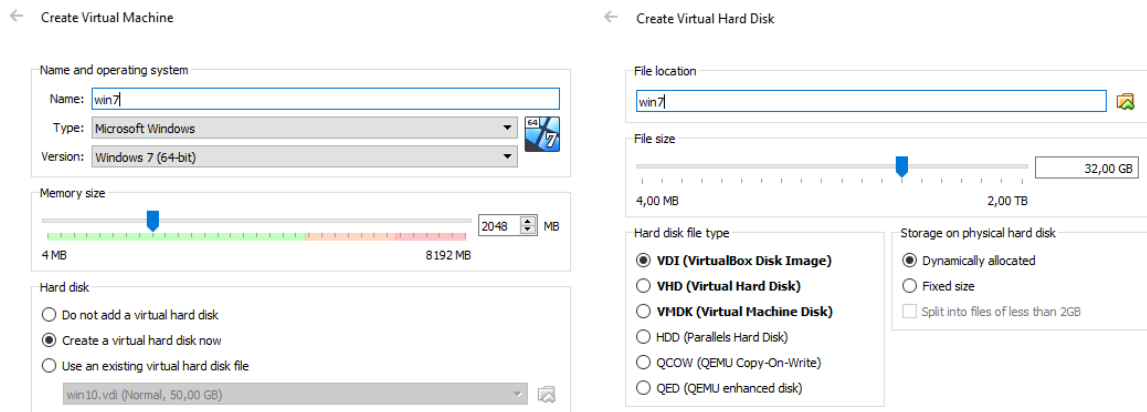 Create Virtual Machine
Name and operating system
Name: win7
Type: Microsoft Windows
64
7
Version: Windows 7 (64-bit)
Memory size
2048 MB
4 MB 8192 MB
Hard disk
Do not add a virtual hard disk
Create a virtual hard disk now
Use an existing virtual hard disk file
win10.vdi (Normal, 50,00 GB)
Create Virtual Hard Disk
File location
win7
File size
32,00 GB
4,00 MB 2,00 TB
Hard disk file type
VDI (VirtualBox Disk Image)
VHD (Virtual Hard Disk)
VMDK (Virtual Machine Disk)
HDD (Parallels Hard Disk)
QCOW (QEMU Copy-On-Write)
QED (QEMU enhanced disk)
Storage on physical hard disk
Dynamically allocated
Fixed size
Split into files of less than 2GB